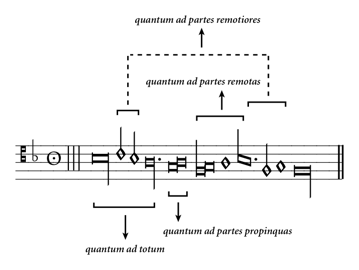 quantum ad partes remotiores
quantum ad partes remotas
quantum ad partes propinquas
quantum ad totum